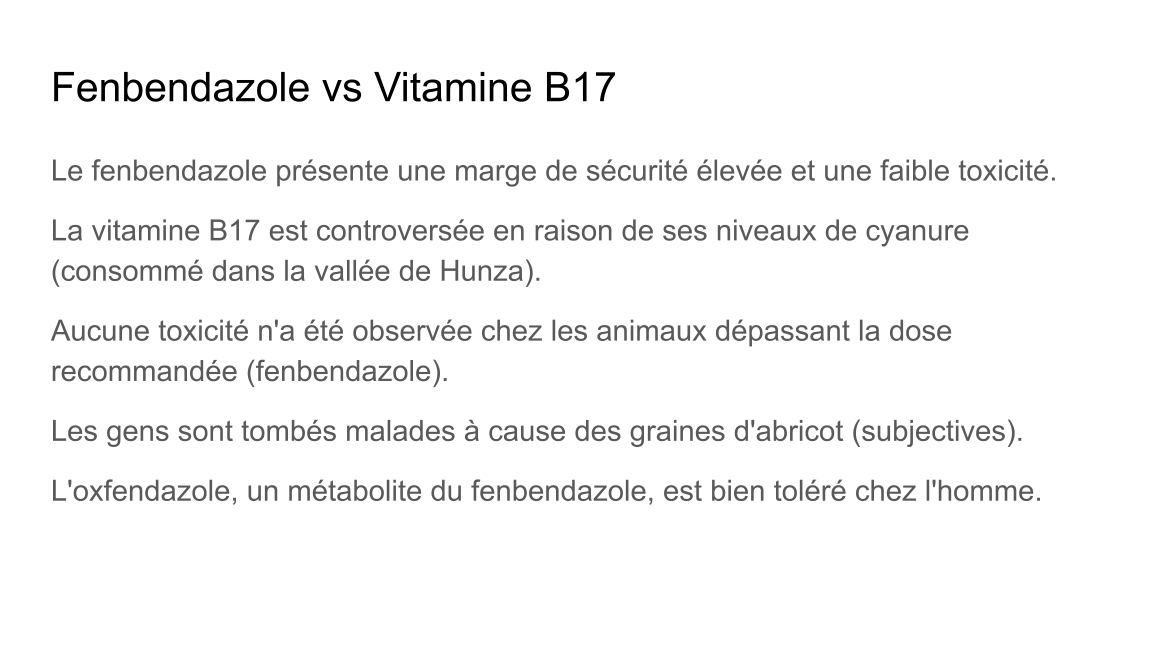 Fenbendazole vs Vitamine B17
Le fenbendazole présente une marge de sécurité élevée et une faible toxicité.
La vitamine B17 est controversée en raison de ses niveaux de cyanure
(consommé dans la vallée de Hunza).
Aucune toxicité n'a été observée chez les animaux dépassant la dose
recommandée (fenbendazole).
Les gens sont tombés malades à cause des graines d'abricot (subjectives).
L'oxfendazole, un métabolite du fenbendazole, est bien toléré chez l'homme.